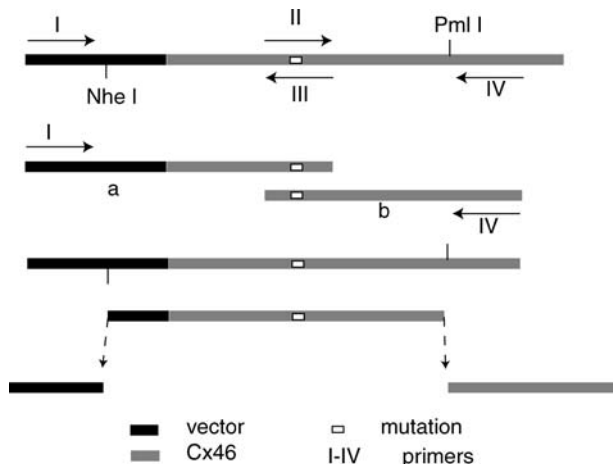 I
II
Pml I
Nhe I
III
IV
I
a
b
IV
vector
mutation
Cx46
I-IV
primers